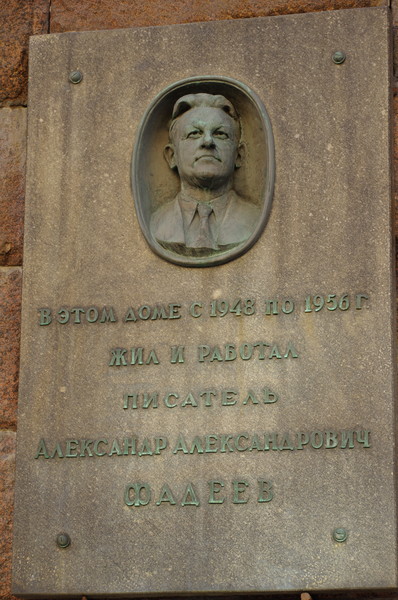 В ЭТОМ ДОМЕ С 1948 ПО 1956 Г.
ЖИЛ И РАБОТАЛ
ПИСАТЕЛЬ
АЛЕКСАНДР АЛЕКСАНДРОВИЧ
ФАДЕЕВ